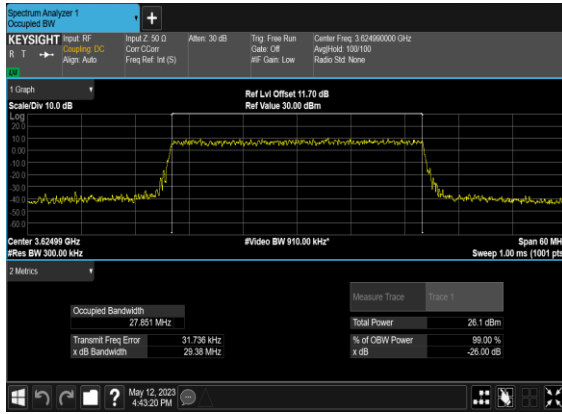 Spectrum Analyzer 1
Occupied BW
+
KEYSIGHT
R T
LW
Input: RF
Coupling: DC
Align: Auto
Input Z: 50 Ω
Corr CCorr
Freq Ref: Int (S)
Atten: 30 dB
Trig: Free Run
Gate: Off
#IF Gain: Low
Center Freq: 3.624990000 GHz
Avg|Hold: 100/100
Radio Std: None
1 Graph
Scale/Div 10.0 dB
Ref Lvl Offset 11.70 dB
Ref Value 30.00 dBm
Log
20.0
10.0
0.00
-10.0
-20.0
-30.0
-40.0
-50.0
-60.0
Center 3.62499 GHz
#Res BW 300.00 kHz
#Video BW 910.00 kHz*
Span 60 MH
Sweep 1.00 ms (1001 pts
2 Metrics
Measure Trace Trace 1
Occupied Bandwidth
27.851 MHz
Total Power 26.1 dBm
Transmit Freq Error 31.736 kHz
x dB Bandwidth 29.38 MHz
% of OBW Power 99.00 %
x dB -26.00 dB
?
May 12, 2023
4:43:20 PM